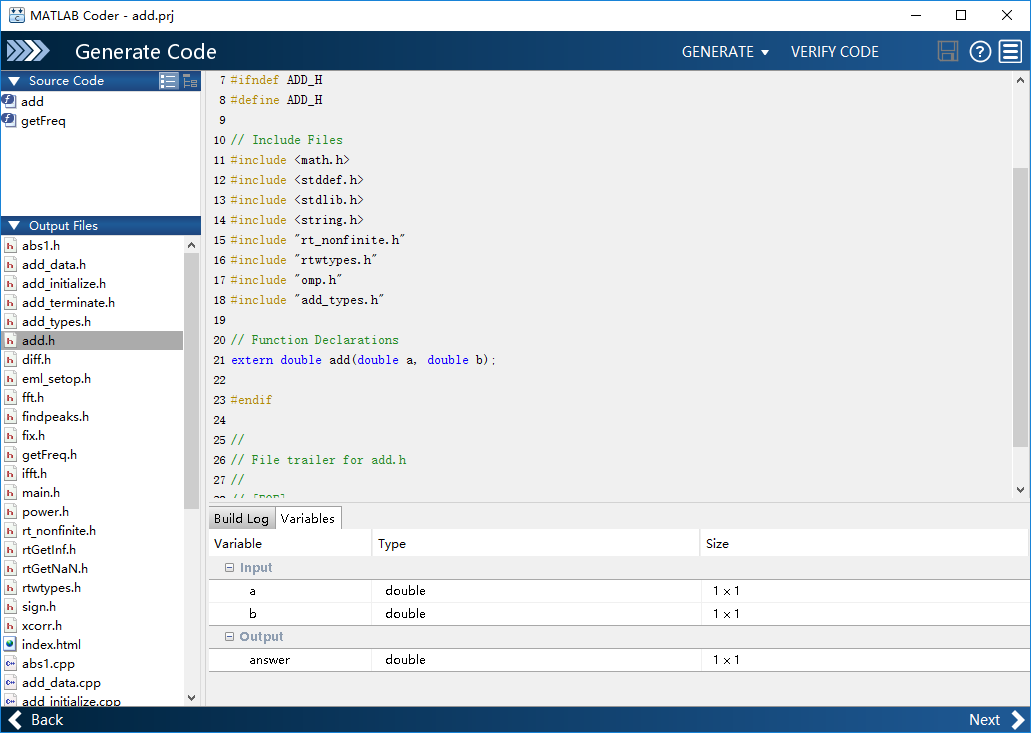 MATLAB Coder - add.prj
Generate Code
GENERATE
VERIFY CODE
Source Code
add
getFreq
Output Files
abs1.h
add_data.h
add_initialize.h
add_terminate.h
add_types.h
add.h
diff.h
eml_setop.h
fft.h
findpeaks.h
fix.h
getFreq.h
ifft.h
main.h
power.h
rt_nonfinite.h
rtGetInf.h
rtGetNaN.h
rtwtypes.h
sign.h
xcorr.h
index.html
abs1.cpp
add_data.cpp
add_initialize.cpp
7 #ifndef ADD_H
8 #define ADD_H
9
10 // Include Files
11 #include <math.h>
12 #include <stddef.h>
13 #include <stdlib.h>
14 #include <string.h>
15 #include "rt_nonfinite.h"
16 #include "rtwtypes.h"
17 #include "omp.h"
18 #include "add_types.h"
19
20 // Function Declarations
21 extern double add(double a, double b);
22
23 #endif
24
25 //
26 // File trailer for add.h
27 //
28 // [EOF]
Build Log Variables
Variable Type Size
Input
a double 1 × 1
b double 1 × 1
Output
answer double 1 × 1
Back
Next